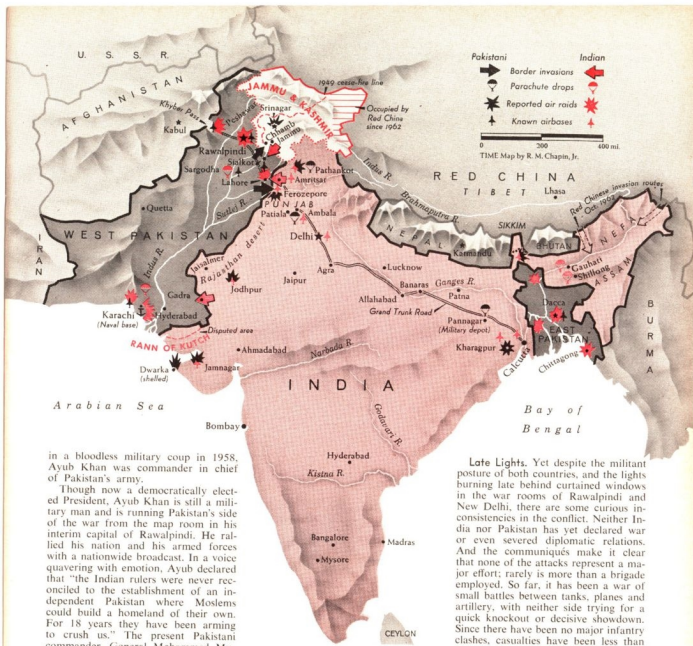 U. S. S. R.
AFGHANISTAN
Khyber Pass
Kabul
Peshawar
JAMMU & KASHMIR
Srinagar
1949 cease-fire line
Occupied by
Red China
since 1962
Pakistani
Indian
Border invasions
Parachute drops
Reported air raids
Known airbases
0
200
400 mi.
TIME Map by R. M. Chapin, Jr.
Rawalpindi
Chhamb
Jammu
Sialkot
Sargodha
Lahore
Pathankot
Amritsar
Ferozepore
PUNJAB
Patiala
Ambala
Indus R.
RED CHINA
TIBET
Lhasa
Brahmaputra R.
Red Chinese invasion routes
Oct. 1962
Quetta
Sutlej R.
WEST PAKISTAN
IRAN
Indus R.
Delhi
NEPAL
Katmandu
SIKKIM
BHUTAN
NEFA
Gauhati
Shillong
ASSAM
Jaisalmer
Rajasthan desert
Jodhpur
Jaipur
Agra
Lucknow
Ganges R.
Banaras
Patna
Allahabad
Grand Trunk Road
Gadra
Karachi
(Naval base)
Hyderabad
Disputed area
RANN OF KUTCH
Pannagar
(Military depot)
Kharagpur
Calcutta
Dacca
EAST
PAKISTAN
Chittagong
BURMA
Dwarka
(shelled)
Jamnagar
Ahmadabad
Narbada R.
INDIA
Arabian Sea
Bombay
Godavari R.
Bay of
Bengal
Hyderabad
Kistna R.
Bangalore
Mysore
Madras
CEYLON
in a bloodless military coup in 1958,
Ayub Khan was commander in chief
of Pakistan's army.
Though now a democratically elect-
ed President, Ayub Khan is still a mili-
tary man and is running Pakistan's side
of the war from the map room in his
interim capital of Rawalpindi. He ral-
lied his nation and his armed forces
with a nationwide broadcast. In a voice
quavering with emotion, Ayub declared
that "the Indian rulers were never rec-
onciled to the establishment of an in-
dependent Pakistan where Moslems
could build a homeland of their own.
For 18 years they have been arming
to crush us." The present Pakistani
commander, General Mohammed
Late Lights. Yet despite the militant
posture of both countries, and the lights
burning late behind curtained windows
in the war rooms of Rawalpindi and
New Delhi, there are some curious in-
consistencies in the conflict. Neither In-
dia nor Pakistan has yet declared war
or even severed diplomatic relations.
And the communiqués make it clear
that none of the attacks represent a ma-
jor effort; rarely is more than a brigade
employed. So far, it has been a war of
small battles between tanks, planes and
artillery, with neither side trying for a
quick knockout or decisive showdown.
Since there have been no major infantry
clashes, casualties have been less than